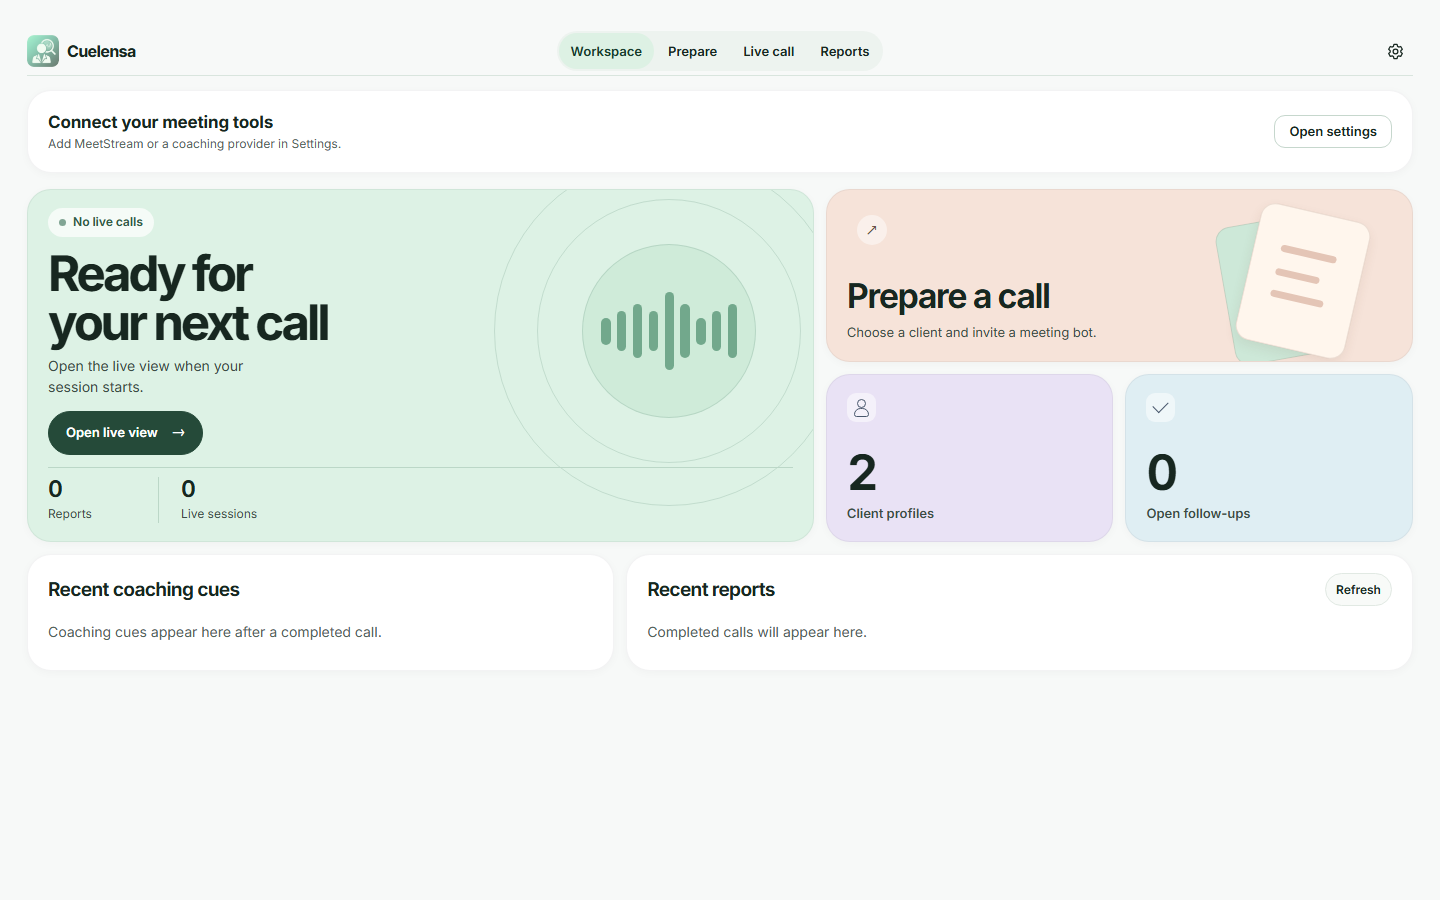 Cuelensa
Workspace
Prepare
Live call
Reports
Connect your meeting tools
Add MeetStream or a coaching provider in Settings.
Open settings
No live calls
Ready for
your next call
Open the live view when your
session starts.
Open live view →
0
Reports
0
Live sessions
↗
Prepare a call
Choose a client and invite a meeting bot.
2
Client profiles
0
Open follow-ups
Recent coaching cues
Coaching cues appear here after a completed call.
Recent reports
Refresh
Completed calls will appear here.